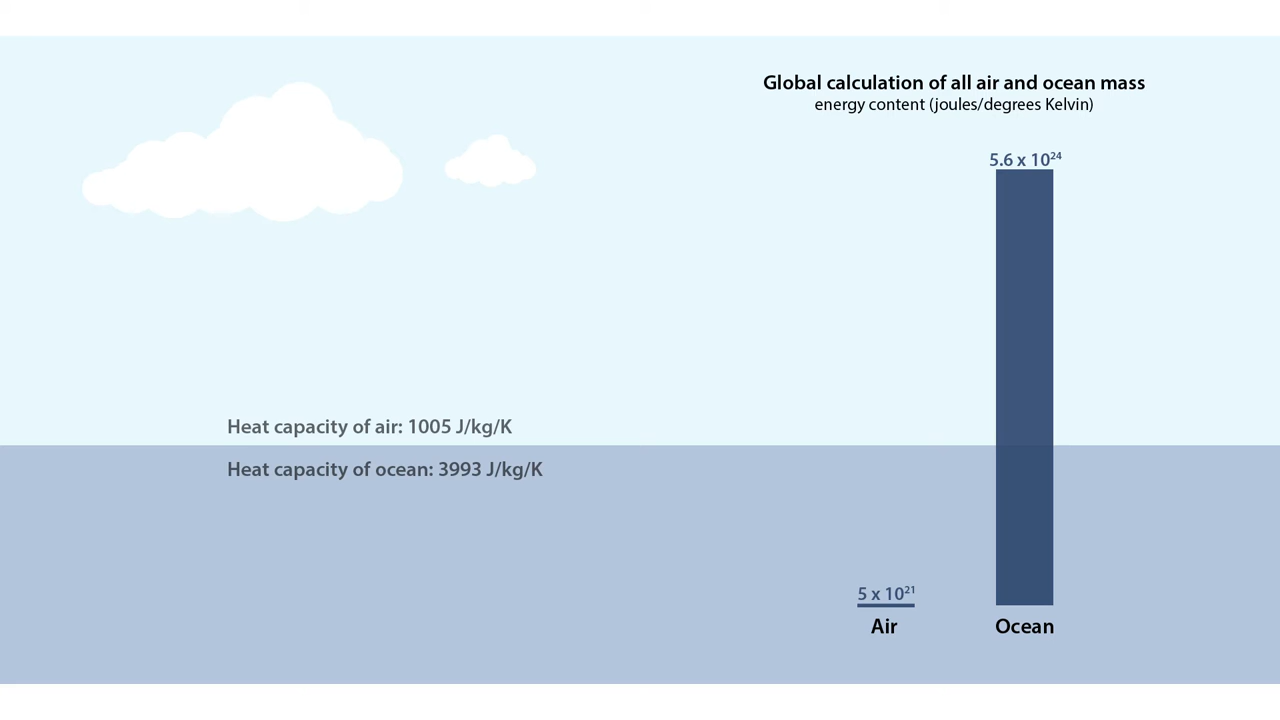 Global calculation of all air and ocean mass
energy content (joules/degrees Kelvin)
5.6 x 10²⁴
Heat capacity of air: 1005 J/kg/K
Heat capacity of ocean: 3993 J/kg/K
5 x 10²¹
Air
Ocean